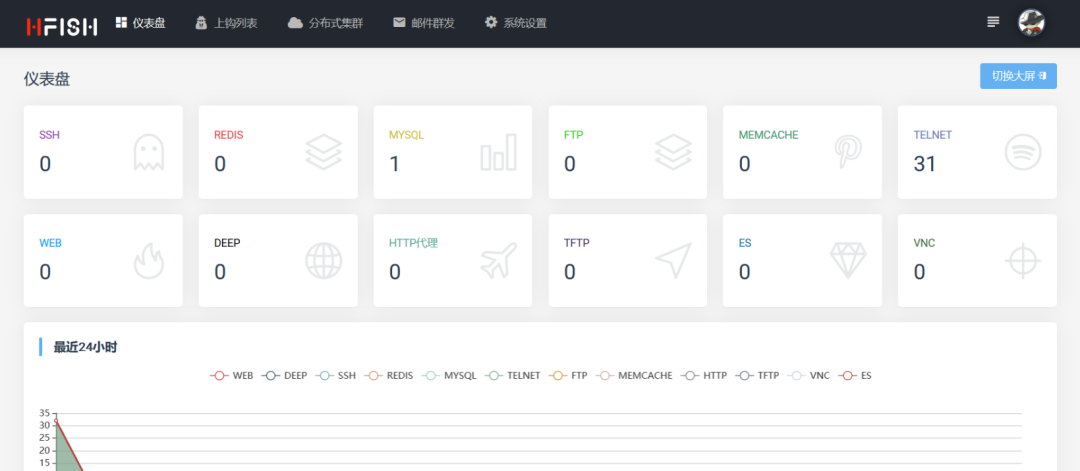 HFISH 仪表盘 上钩列表 分布式集群 邮件群发 系统设置
仪表盘 切换大屏
SSH REDIS MYSQL FTP MEMCACHE TELNET
0 0 1 0 0 31
WEB DEEP HTTP代理 TFTP ES VNC
0 0 0 0 0 0
最近24小时
WEB DEEP SSH REDIS MYSQL TELNET FTP MEMCACHE HTTP TFTP VNC ES
35
30
25
20
15